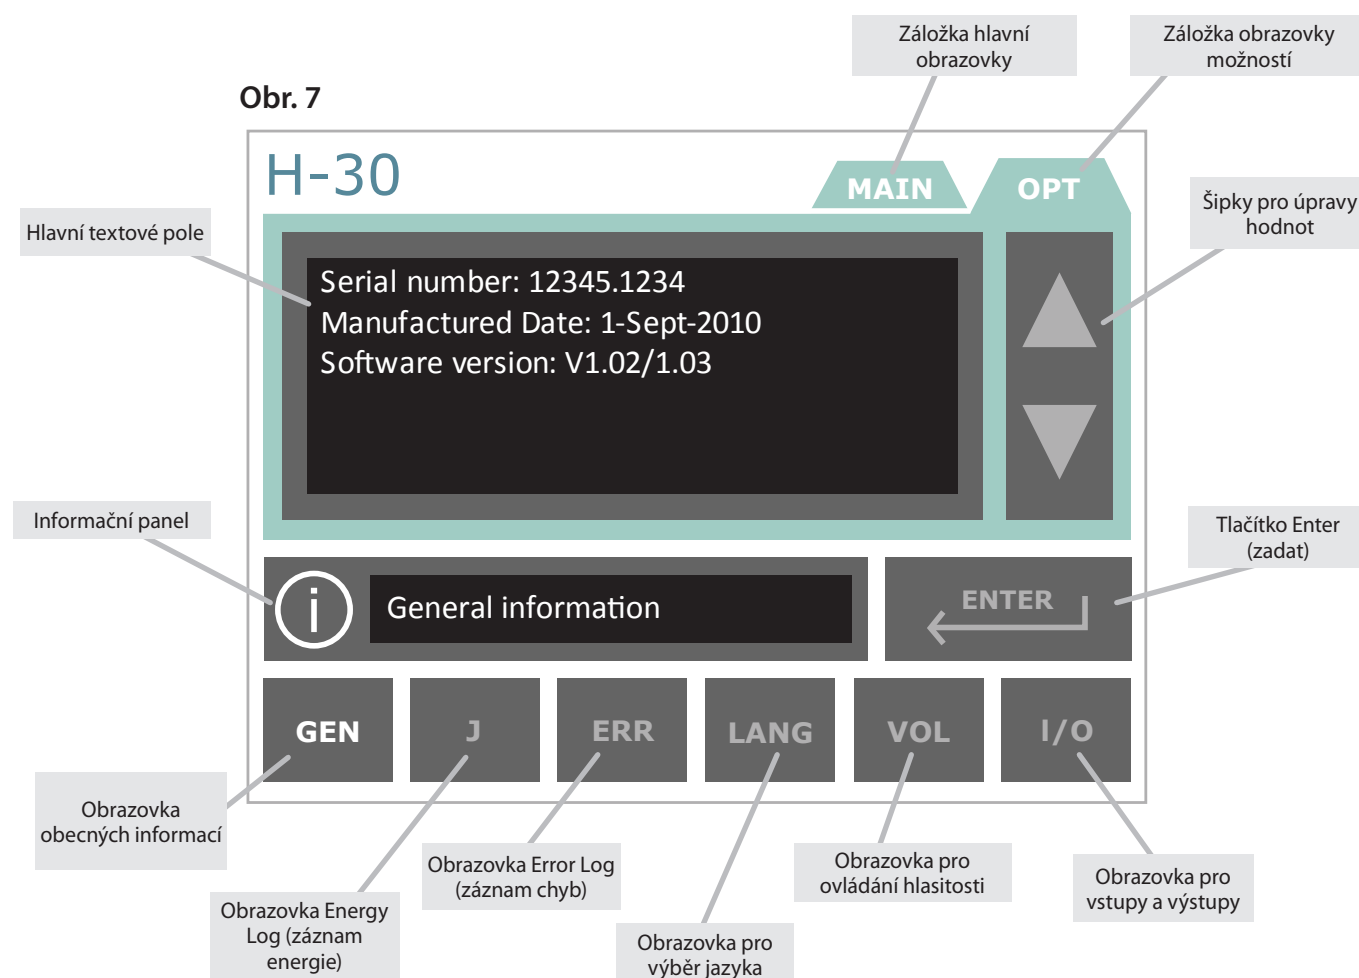 Záložka hlavní
obrazovky
Záložka obrazovky
možností
Obr. 7
H-30
MAIN
OPT
Šipky pro úpravy
hodnot
Hlavní textové pole
Serial number: 12345.1234
Manufactured Date: 1-Sept-2010
Software version: V1.02/1.03
Informační panel
General information
ENTER
Tlačítko Enter
(zadat)
GEN
J
ERR
LANG
VOL
I/O
Obrazovka
obecných informací
Obrazovka Energy
Log (záznam
energie)
Obrazovka Error Log
(záznam chyb)
Obrazovka pro
výběr jazyka
Obrazovka pro
ovládání hlasitosti
Obrazovka pro
vstupy a výstupy